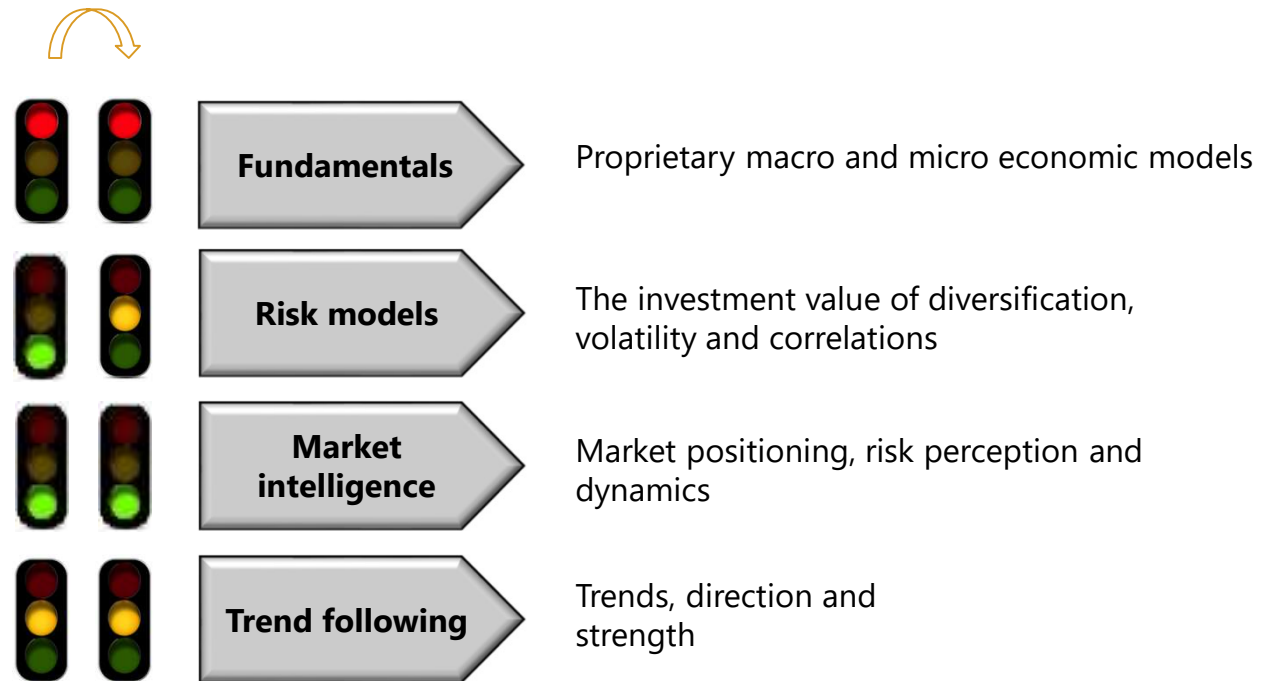 Fundamentals
Proprietary macro and micro economic models
Risk models
The investment value of diversification,
volatility and correlations
Market
intelligence
Market positioning, risk perception and
dynamics
Trend following
Trends, direction and
strength